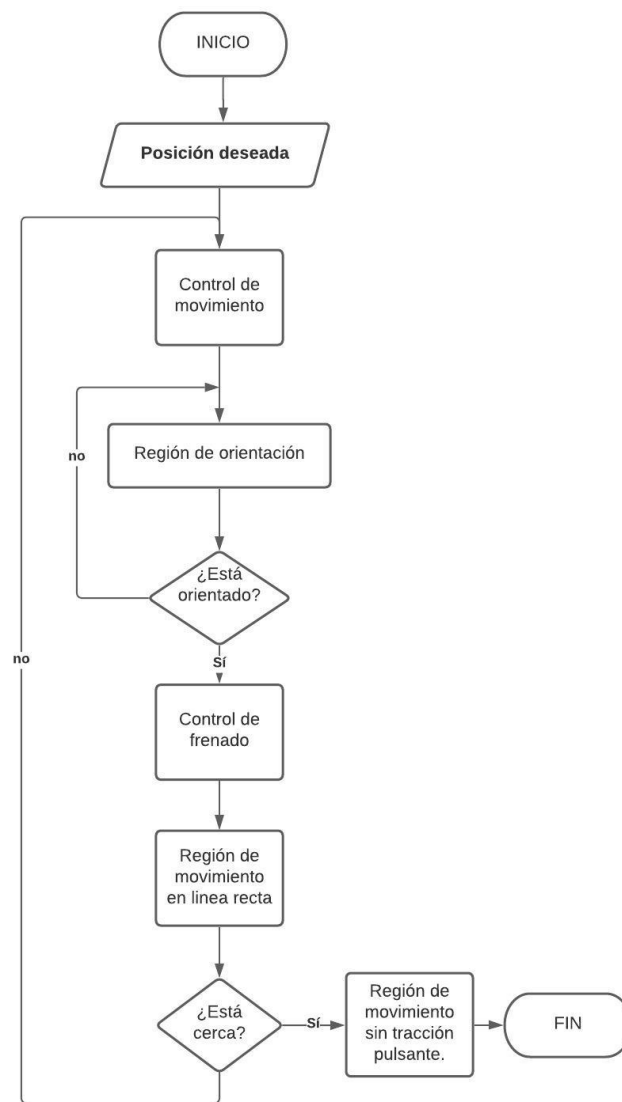 INICIO
Posición deseada
Control de
movimiento
Región de orientación
no
¿Está
orientado?
Sí
no
Control de
frenado
Región de
movimiento
en linea recta
¿Está
cerca?
Sí
Región de
movimiento
sin tracción
pulsante.
FIN